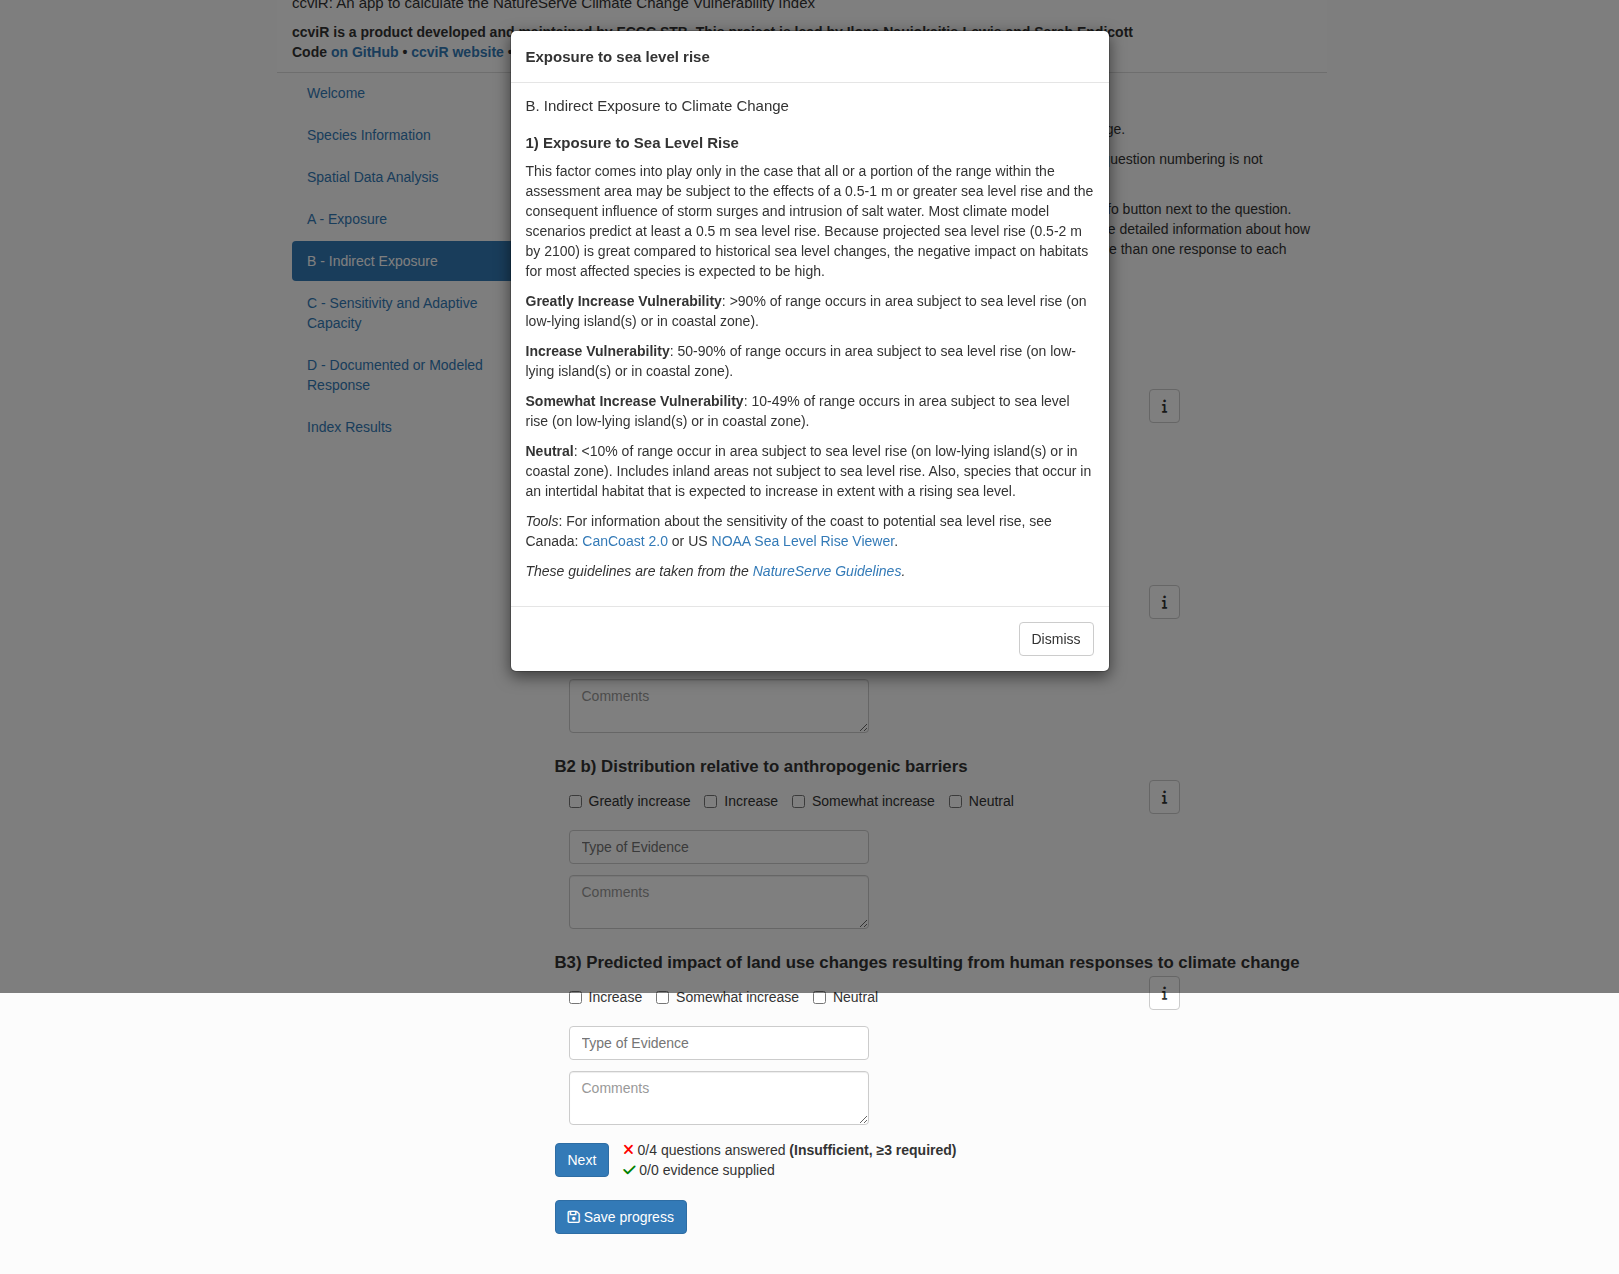 ccviR: An app to calculate the NatureServe Climate Change Vulnerability Index
ccviR is a product developed and maintained by ECCC STB. This project is lead by Ilona Naujokaitis-Lewis and Sarah Endicott
Code on GitHub • ccviR website •
Welcome
Species Information
Spatial Data Analysis
A - Exposure
B - Indirect Exposure
C - Sensitivity and Adaptive
Capacity
D - Documented or Modeled
Response
Index Results
question numbering is not
button next to the question.
detailed information about how
than one response to each
Exposure to sea level rise
B. Indirect Exposure to Climate Change
1) Exposure to Sea Level Rise
This factor comes into play only in the case that all or a portion of the range within the
assessment area may be subject to the effects of a 0.5-1 m or greater sea level rise and the
consequent influence of storm surges and intrusion of salt water. Most climate model
scenarios predict at least a 0.5 m sea level rise. Because projected sea level rise (0.5-2 m
by 2100) is great compared to historical sea level changes, the negative impact on habitats
for most affected species is expected to be high.
Greatly Increase Vulnerability: >90% of range occurs in area subject to sea level rise (on
low-lying island(s) or in coastal zone).
Increase Vulnerability: 50-90% of range occurs in area subject to sea level rise (on low-
lying island(s) or in coastal zone).
Somewhat Increase Vulnerability: 10-49% of range occurs in area subject to sea level
rise (on low-lying island(s) or in coastal zone).
Neutral: <10% of range occur in area subject to sea level rise (on low-lying island(s) or in
coastal zone). Includes inland areas not subject to sea level rise. Also, species that occur in
an intertidal habitat that is expected to increase in extent with a rising sea level.
Tools: For information about the sensitivity of the coast to potential sea level rise, see
Canada: CanCoast 2.0 or US NOAA Sea Level Rise Viewer.
These guidelines are taken from the NatureServe Guidelines.
Dismiss
Comments
B2 b) Distribution relative to anthropogenic barriers
Greatly increase Increase Somewhat increase Neutral
Type of Evidence
Comments
B3) Predicted impact of land use changes resulting from human responses to climate change
Increase Somewhat increase Neutral
Type of Evidence
Comments
Next
0/4 questions answered (Insufficient, ≥3 required)
0/0 evidence supplied
Save progress